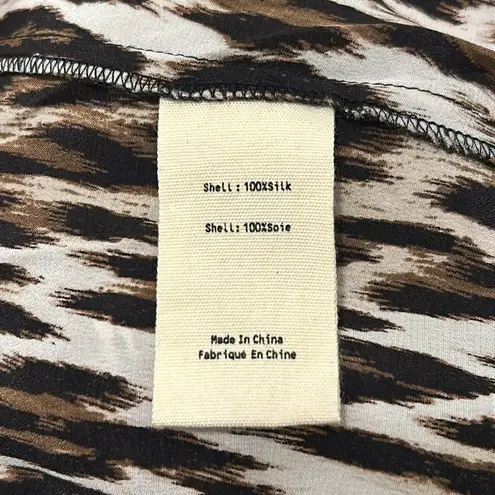 Shell : 100%Silk
Shell: 100%Soie
Made In China
Fabriqué En Chine